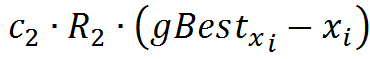 c₂ · R₂ · (gBest_{x_i} − x_i)